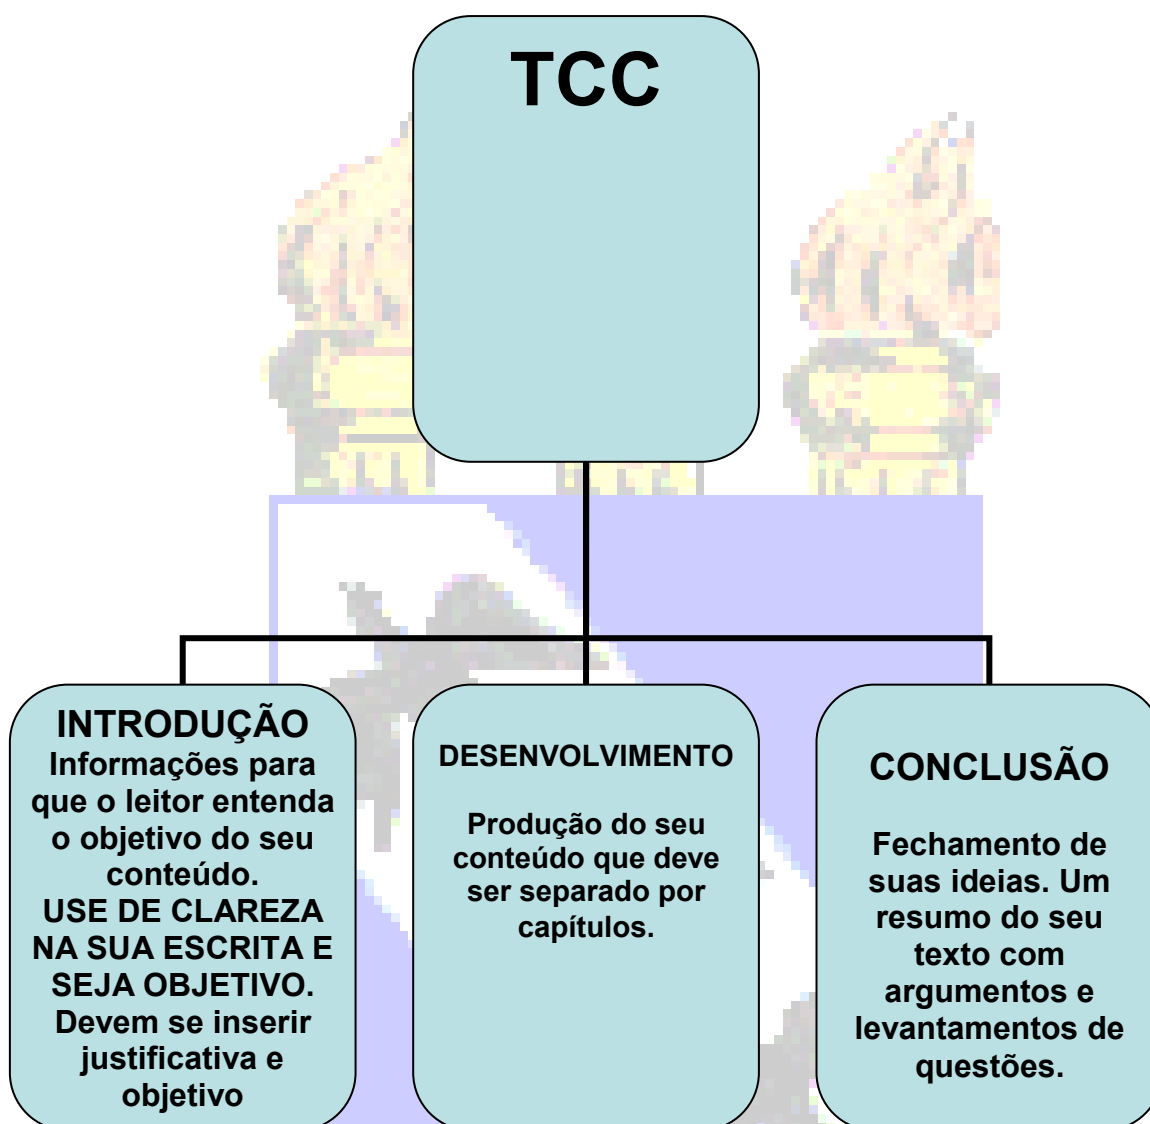 TCC
INTRODUÇÃO
Informações para
que o leitor entenda
o objetivo do seu
conteúdo.
USE DE CLAREZA
NA SUA ESCRITA E
SEJA OBJETIVO.
Devem se inserir
justificativa e
objetivo
DESENVOLVIMENTO
Produção do seu
conteúdo que deve
ser separado por
capítulos.
CONCLUSÃO
Fechamento de
suas ideias. Um
resumo do seu
texto com
argumentos e
levantamentos de
questões.